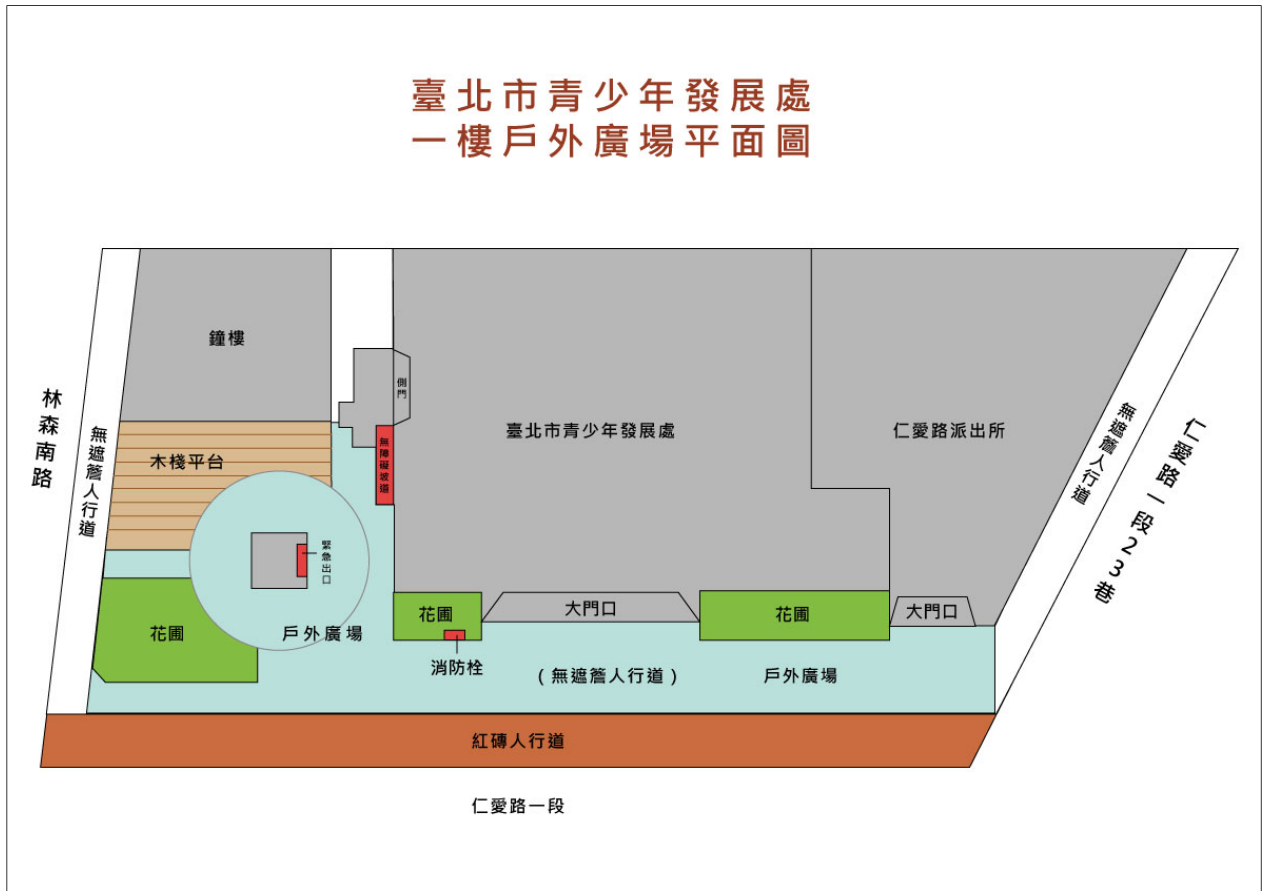 臺北市青少年發展處
一樓戶外廣場平面圖
鐘樓
側門
林森南路
無遮簷人行道
木棧平台
無障礙坡道
臺北市青少年發展處
仁愛路派出所
無遮簷人行道
仁愛路一段23巷
緊急出口
花圃
戶外廣場
花圃
大門口
花圃
大門口
消防栓
(無遮簷人行道)
戶外廣場
紅磚人行道
仁愛路一段